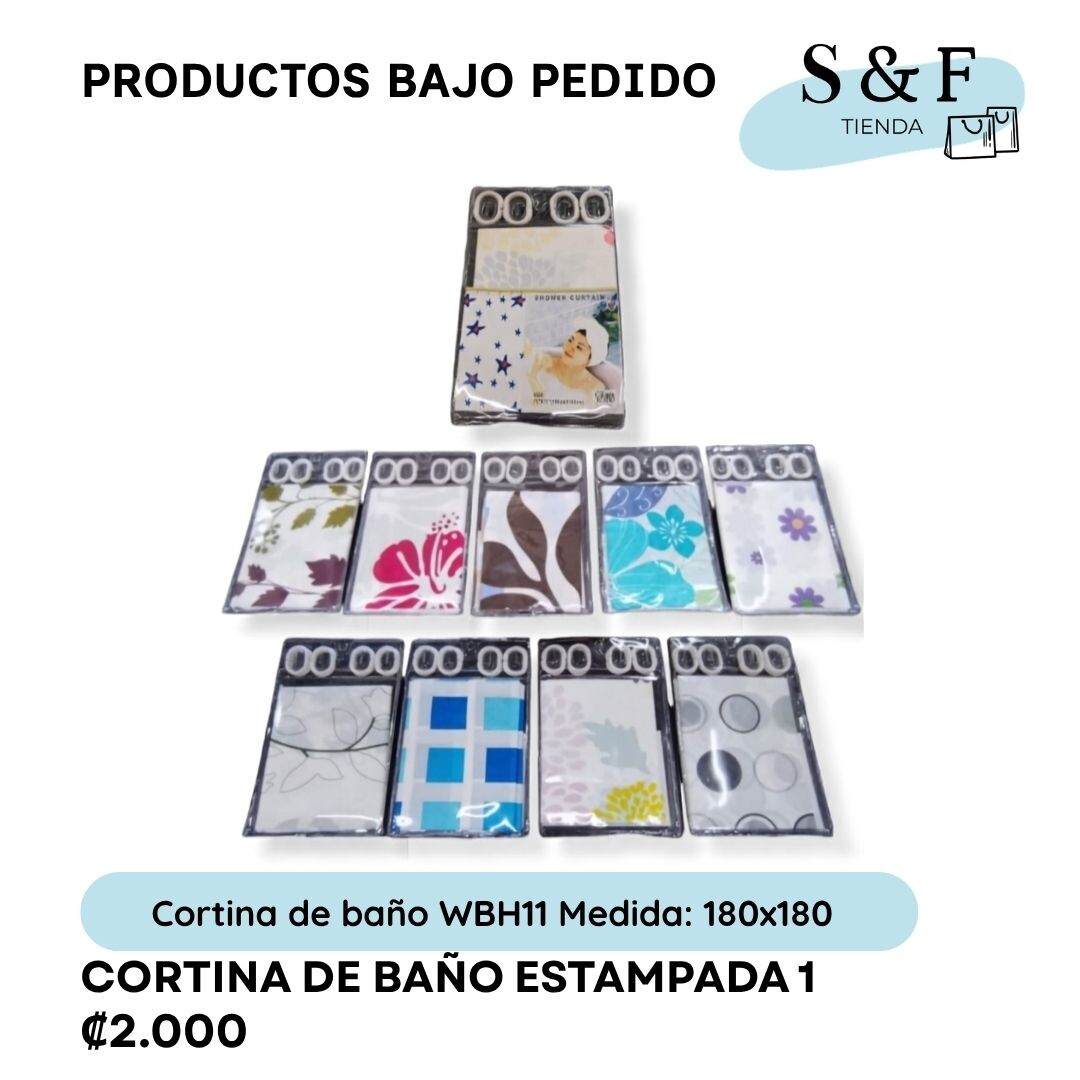 PRODUCTOS BAJO PEDIDO
S & F
TIENDA
SHOWER CURTAIN
Cortina de baño WBH11 Medida: 180x180
CORTINA DE BAÑO ESTAMPADA 1
₡2.000